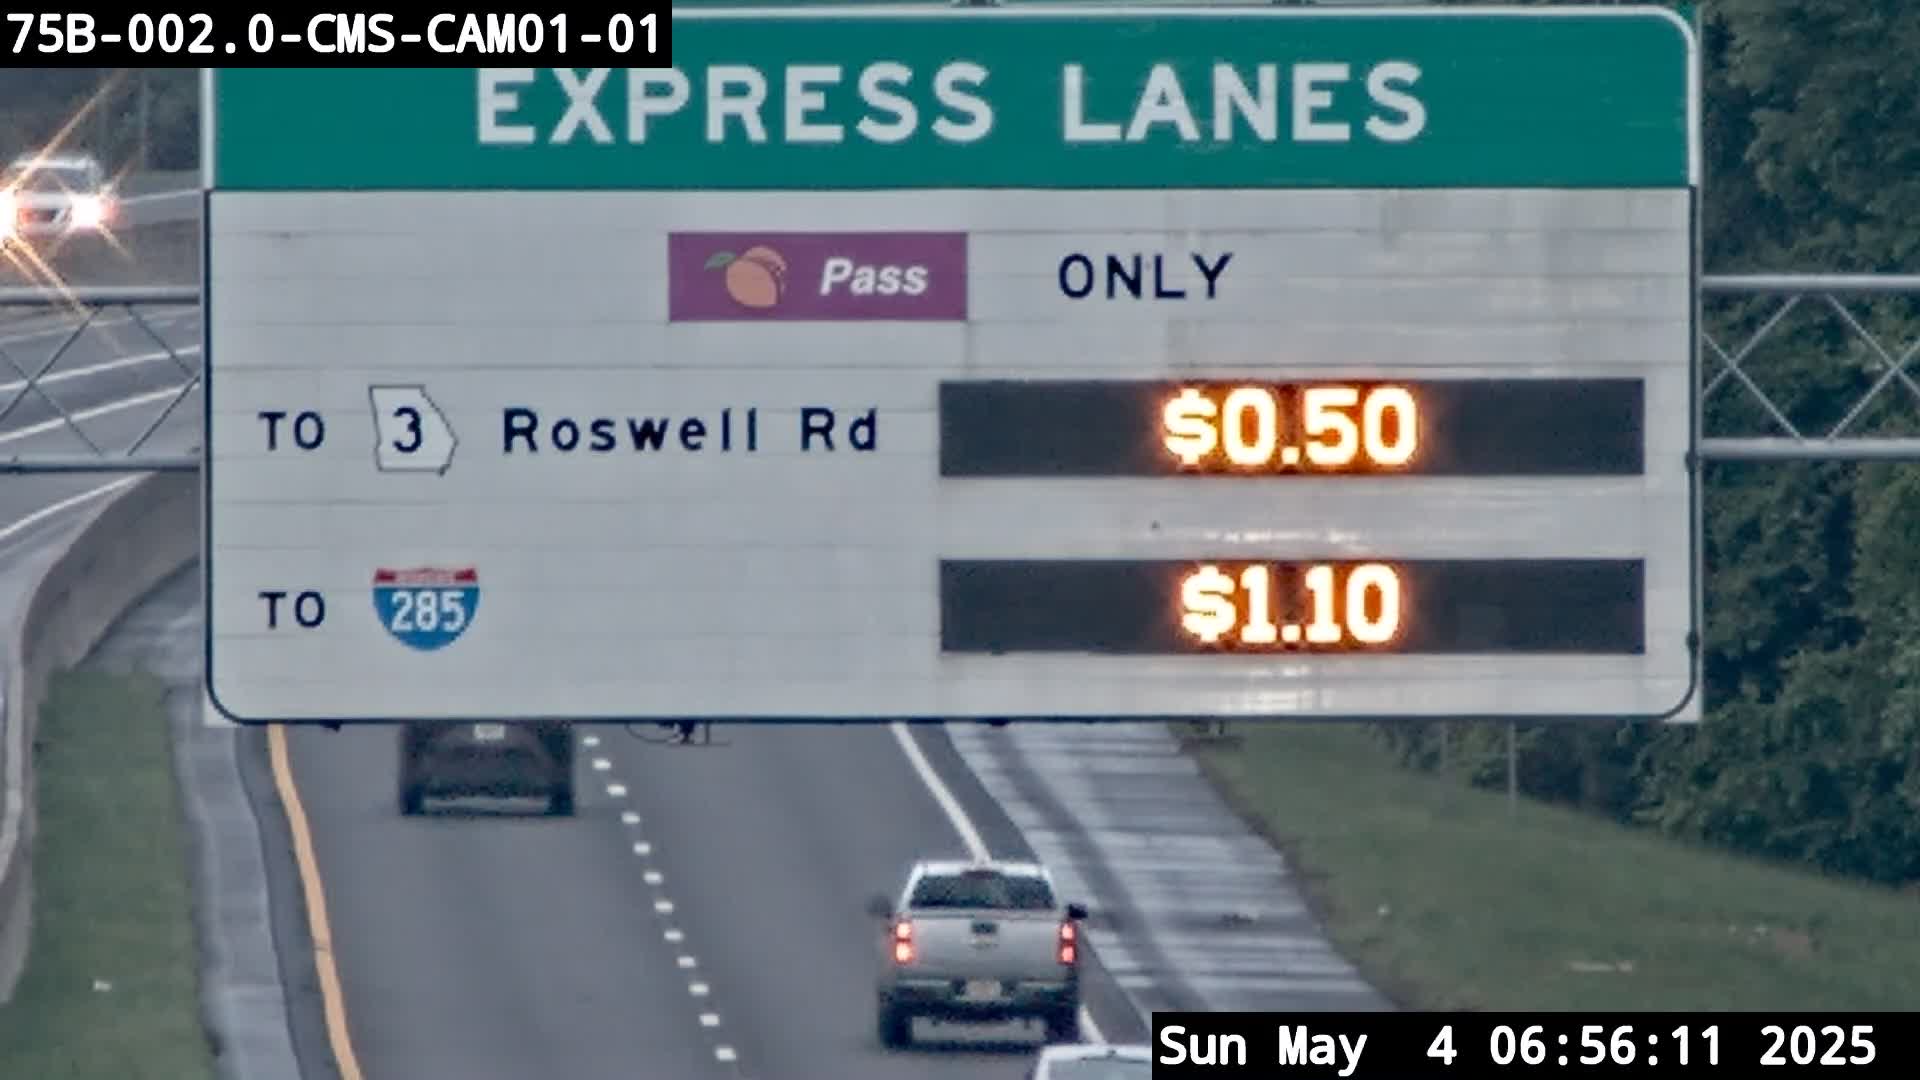 75B-002.0-CMS-CAM01-01
EXPRESS LANES
Pass ONLY
TO 3 Roswell Rd $0.50
TO 285 $1.10
Sun May 4 06:56:11 2025